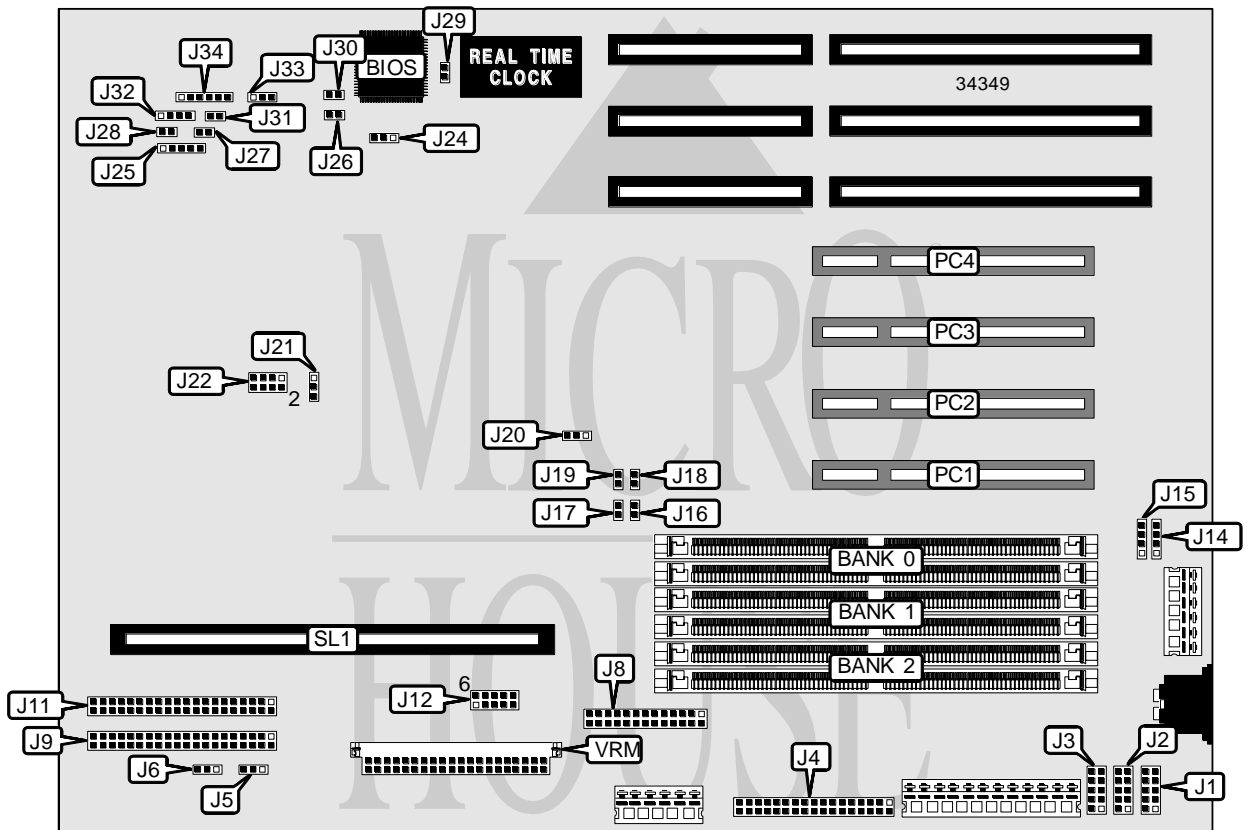 J29
J34
J30
J33
BIOS
REAL TIME
CLOCK
34349
J32
J31
J28
J27
J26
J24
J25
MICRO
HOUSE
PC4
PC3
J21
J22
2
PC2
J20
J19
J18
PC1
J17
J16
J15
J14
BANK 0
BANK 1
SL1
BANK 2
J8
J11
J12
6
J9
VRM
J3
J2
J6
J5
J4
J1